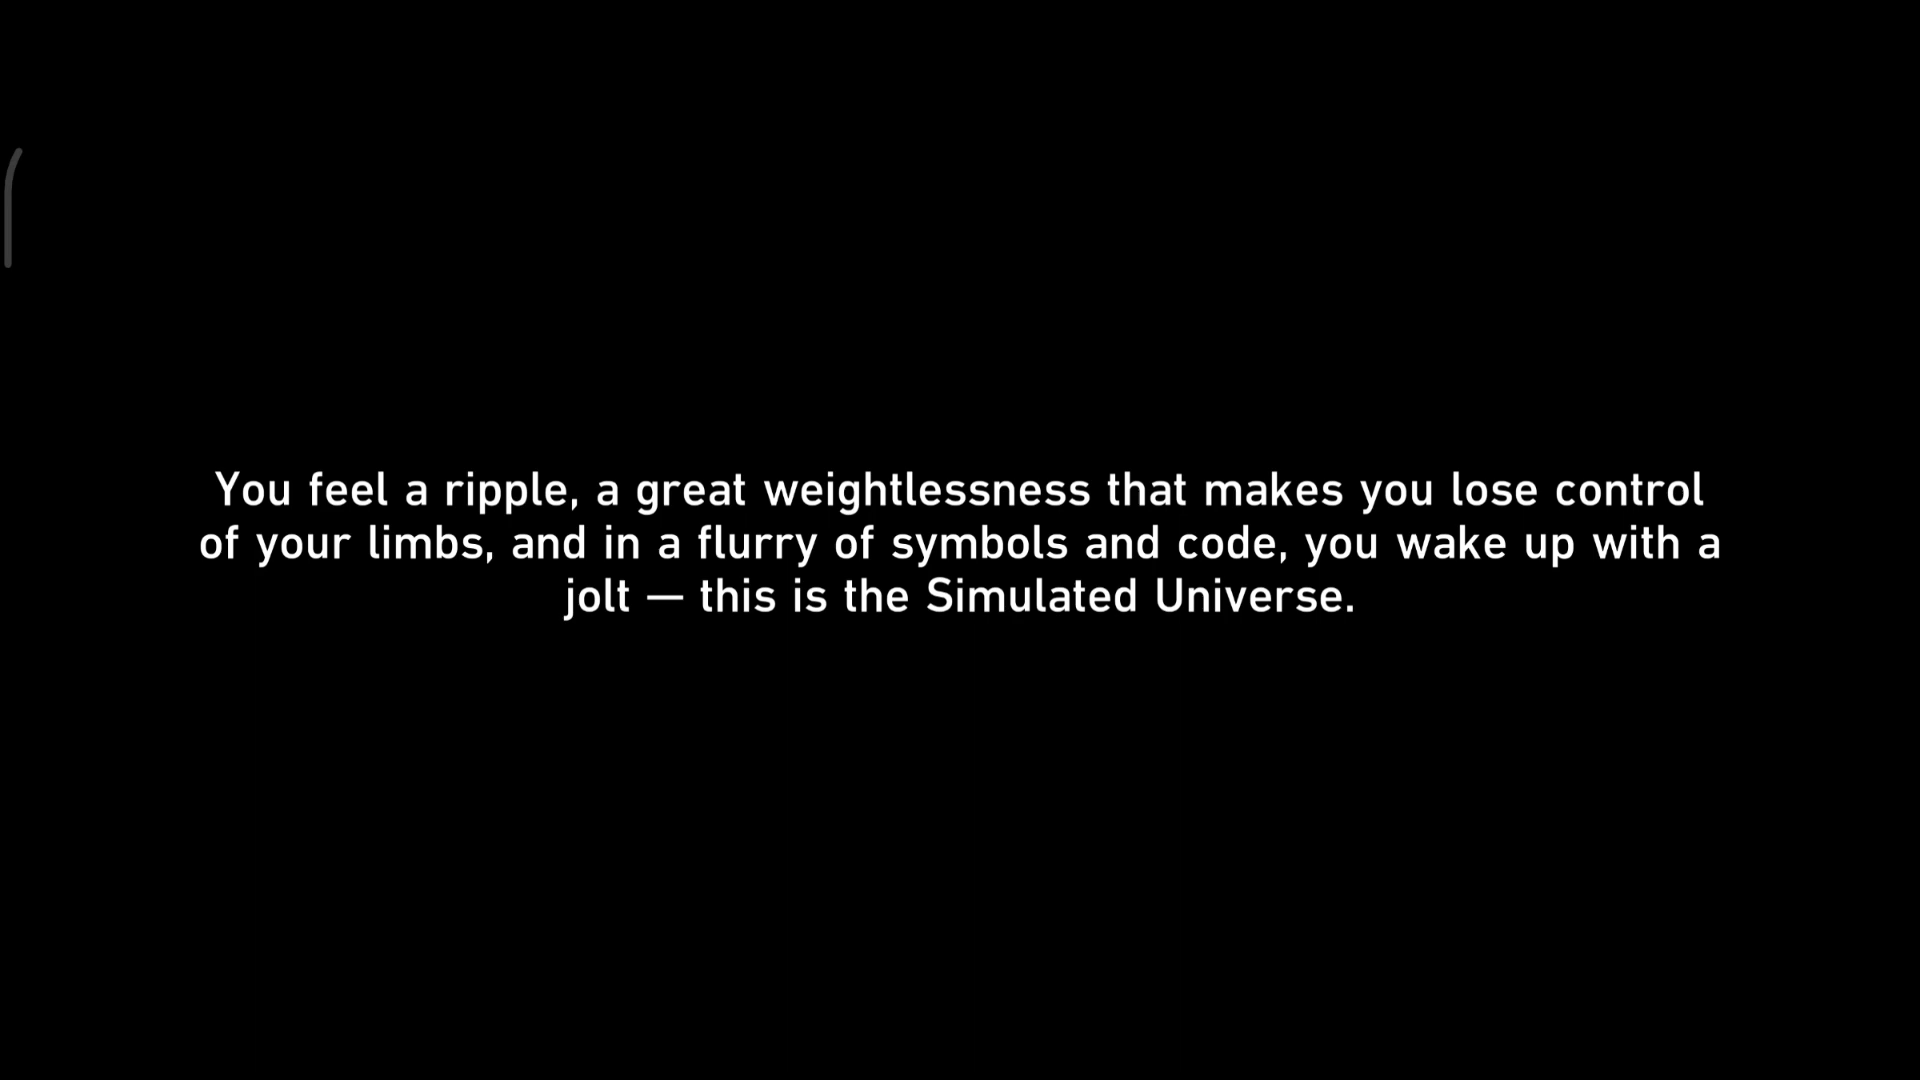 You feel a ripple, a great weightlessness that makes you lose control
of your limbs, and in a flurry of symbols and code, you wake up with a
jolt — this is the Simulated Universe.